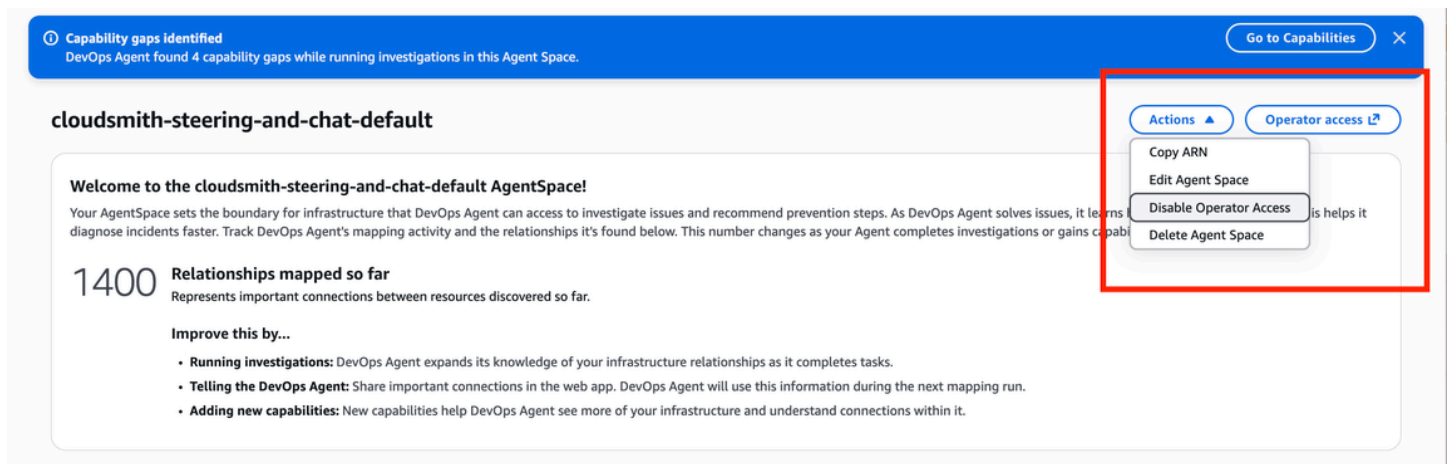 Capability gaps identified
DevOps Agent found 4 capability gaps while running investigations in this Agent Space.
Go to Capabilities
cloudsmith-steering-and-chat-default
Actions
Operator access
Copy ARN
Edit Agent Space
Disable Operator Access
Delete Agent Space
Welcome to the cloudsmith-steering-and-chat-default AgentSpace!
Your AgentSpace sets the boundary for infrastructure that DevOps Agent can access to investigate issues and recommend prevention steps. As DevOps Agent solves issues, it learns is helps it
diagnose incidents faster. Track DevOps Agent's mapping activity and the relationships it's found below. This number changes as your Agent completes investigations or gains
1400
Relationships mapped so far
Represents important connections between resources discovered so far.
Improve this by...
• Running investigations: DevOps Agent expands its knowledge of your infrastructure relationships as it completes tasks.
• Telling the DevOps Agent: Share important connections in the web app. DevOps Agent will use this information during the next mapping run.
• Adding new capabilities: New capabilities help DevOps Agent see more of your infrastructure and understand connections within it.